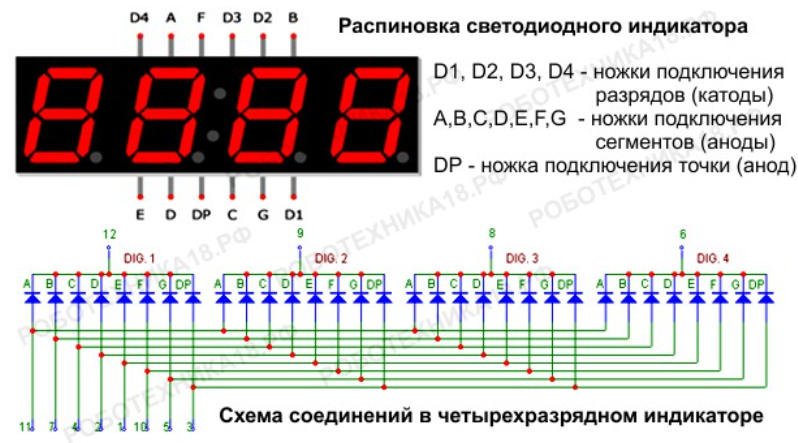 D4 A F D3 D2 B
Распиновка светодиодного индикатора
D1, D2, D3, D4 - ножки подключения
разрядов (катоды)
A,B,C,D,E,F,G - ножки подключения
сегментов (аноды)
DP - ножка подключения точки (анод)
E D DP C G D1
РОБОТЕХНИКА18.РФ
12 9 8 6
DIG. 1 DIG. 2 DIG. 3 DIG. 4
A B C D E F G DP A B C D E F G DP A B C D E F G DP A B C D E F G DP
11 7 4 2 1 10 5 3
Схема соединений в четырехразрядном индикаторе